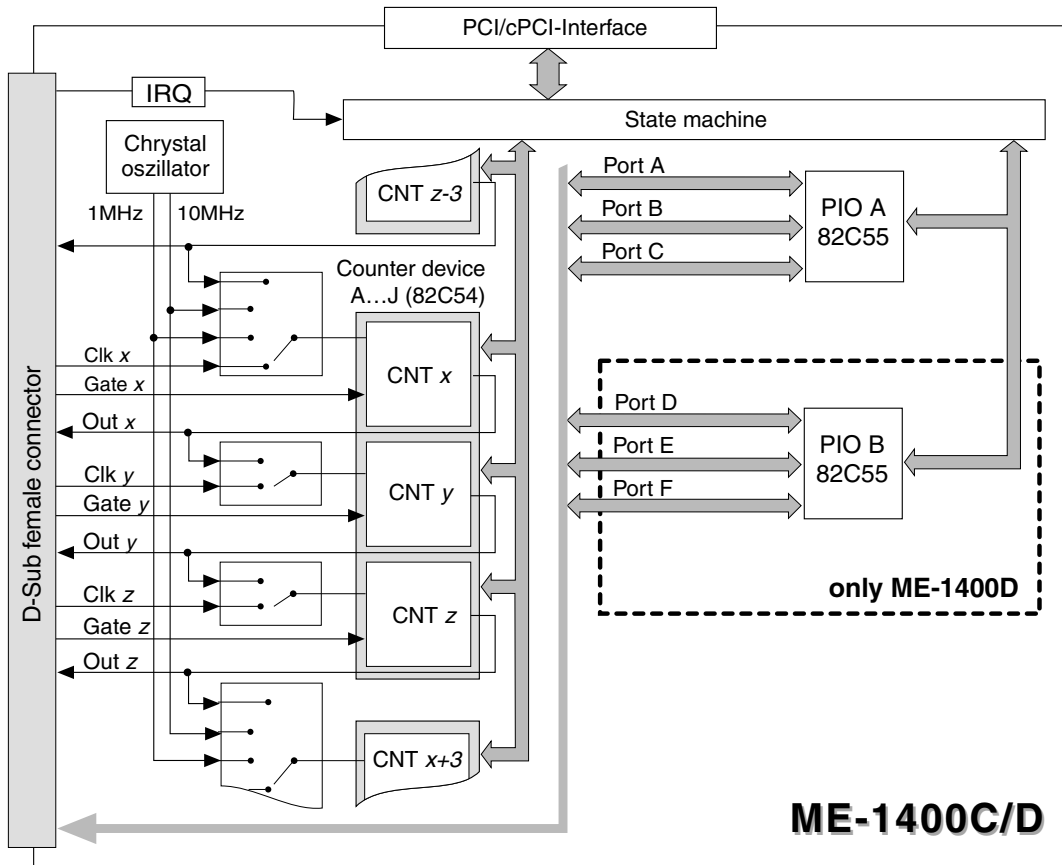 PCI/cPCI-Interface
IRQ
State machine
Chrystal
oszillator
1MHz
10MHz
CNT z-3
Port A
Port B
Port C
PIO A
82C55
Counter device
A...J (82C54)
Clk x
Gate x
CNT x
Out x
Clk y
Gate y
CNT y
Out y
Clk z
Gate z
CNT z
Out z
CNT x+3
Port D
Port E
Port F
PIO B
82C55
only ME-1400D
D-Sub female connector
ME-1400C/D